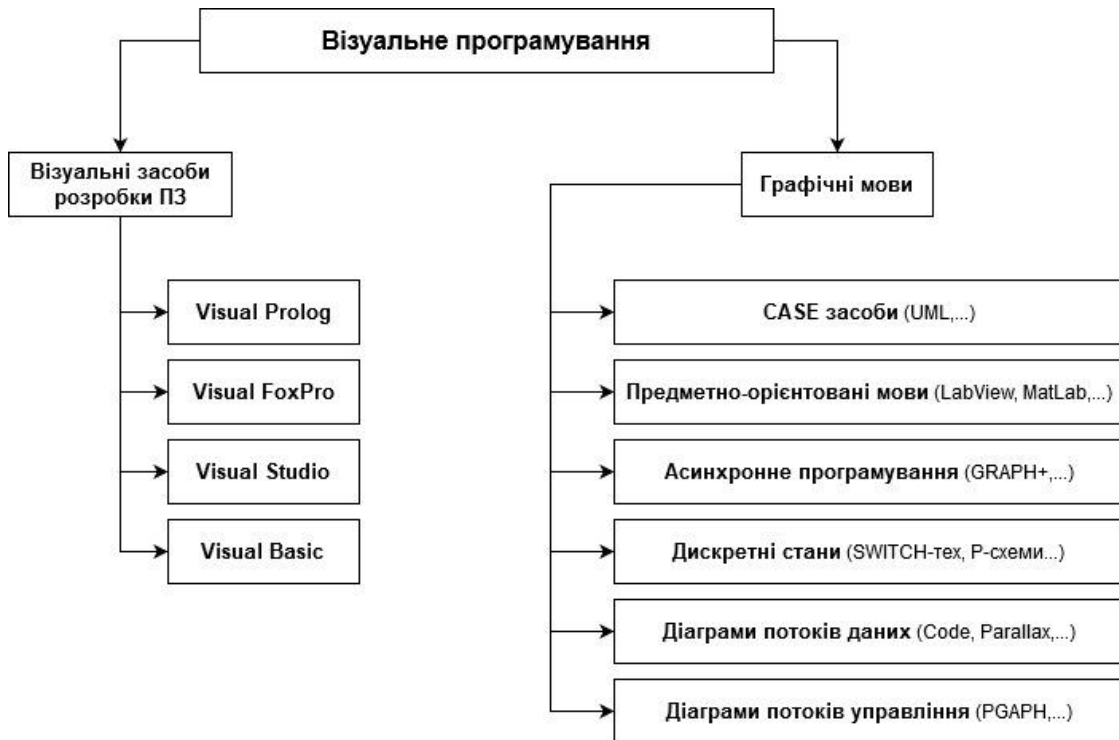 Візуальне програмування
Візуальні засоби
розробки ПЗ
Visual Prolog
Visual FoxPro
Visual Studio
Visual Basic
Графічні мови
CASE засоби (UML,...)
Предметно-орієнтовані мови (LabView, MatLab,...)
Асинхронне програмування (GRAPH+,...)
Дискретні стани (SWITCH-тех, Р-схеми...)
Діаграми потоків даних (Code, Parallax,...)
Діаграми потоків управління (PGAPH,...)